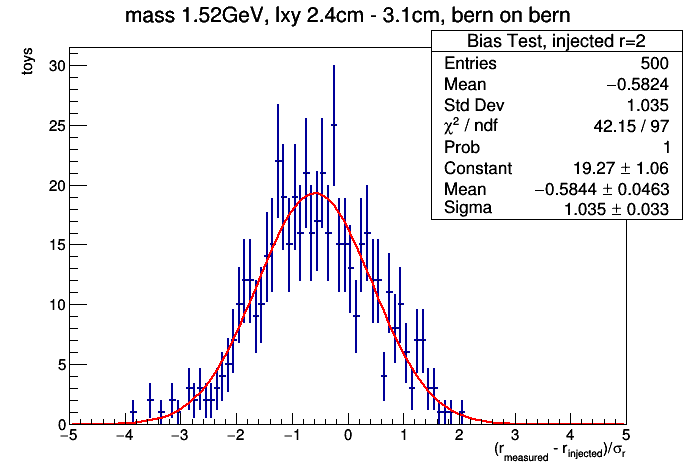 mass 1.52GeV, lxy 2.4cm - 3.1cm, bern on bern
Bias Test, injected r=2
Entries 500
Mean −0.5824
Std Dev 1.035
χ² / ndf 42.15 / 97
Prob 1
Constant 19.27 ± 1.06
Mean −0.5844 ± 0.0463
Sigma 1.035 ± 0.033
toys
30
25
20
15
10
5
0
−5 −4 −3 −2 −1 0 1 2 3 4 5
(r_measured - r_injected)/σ_r